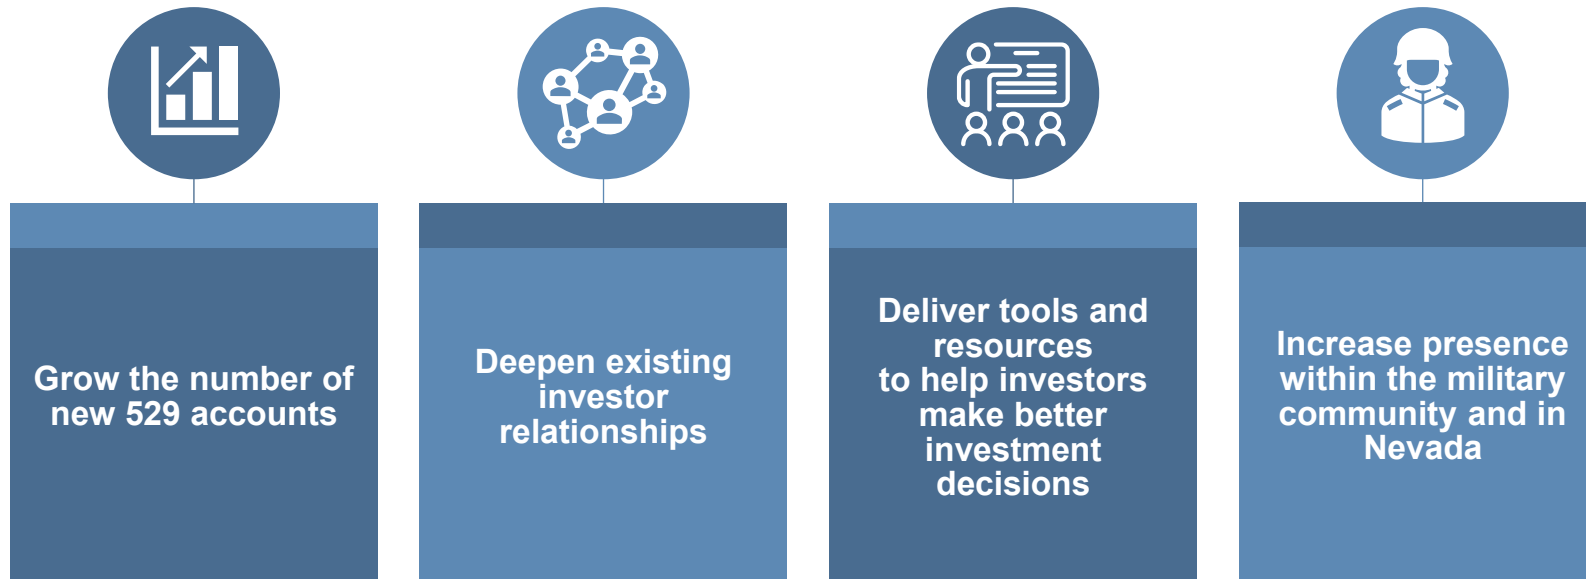 Grow the number of
new 529 accounts
Deepen existing
investor
relationships
Deliver tools and
resources
to help investors
make better
investment
decisions
Increase presence
within the military
community and in
Nevada